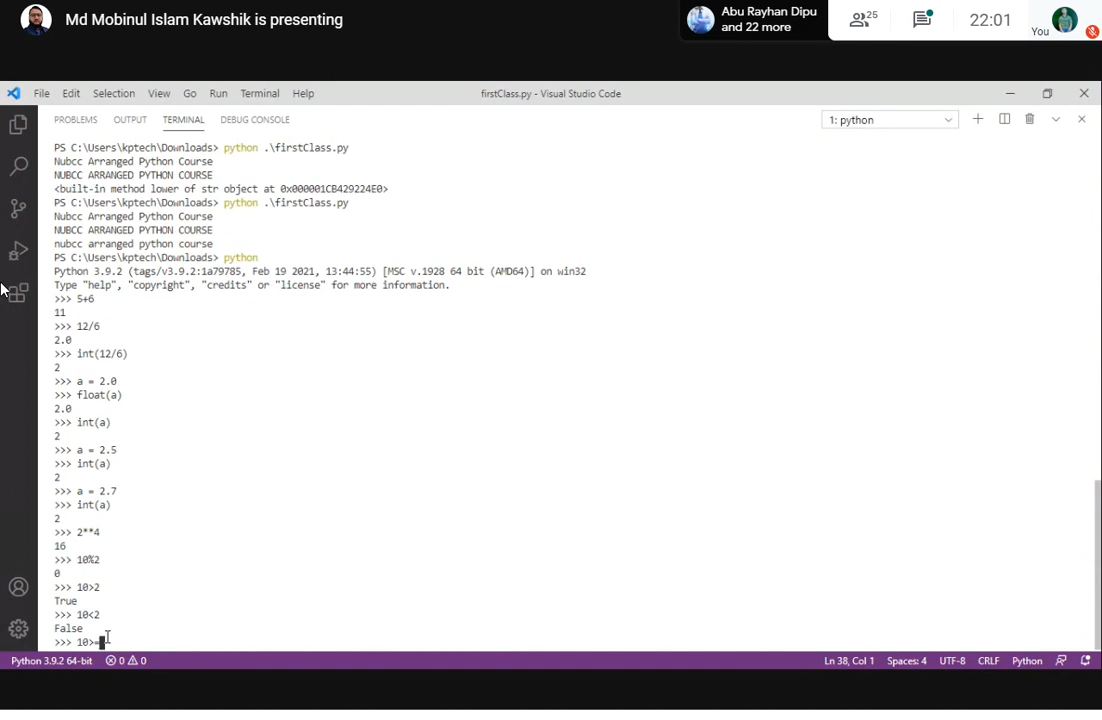 Md Mobinul Islam Kawshik is presenting
Abu Rayhan Dipu
and 22 more
25
22:01
You
File Edit Selection View Go Run Terminal Help
firstClass.py - Visual Studio Code
PROBLEMS OUTPUT TERMINAL DEBUG CONSOLE
1: python
PS C:\Users\kptech\Downloads> python .\firstClass.py
Nubcc Arranged Python Course
NUBCC ARRANGED PYTHON COURSE
<built-in method lower of str object at 0x000001CB429224E0>
PS C:\Users\kptech\Downloads> python .\firstClass.py
Nubcc Arranged Python Course
NUBCC ARRANGED PYTHON COURSE
nubcc arranged python course
PS C:\Users\kptech\Downloads> python
Python 3.9.2 (tags/v3.9.2:1a79785, Feb 19 2021, 13:44:55) [MSC v.1928 64 bit (AMD64)] on win32
Type "help", "copyright", "credits" or "license" for more information.
>>> 5+6
11
>>> 12/6
2.0
>>> int(12/6)
2
>>> a = 2.0
>>> float(a)
2.0
>>> int(a)
2
>>> a = 2.5
>>> int(a)
2
>>> a = 2.7
>>> int(a)
2
>>> 2**4
16
>>> 10%2
0
>>> 10>2
True
>>> 10<2
False
>>> 10>=
Python 3.9.2 64-bit 0 0
Ln 38, Col 1 Spaces: 4 UTF-8 CRLF Python